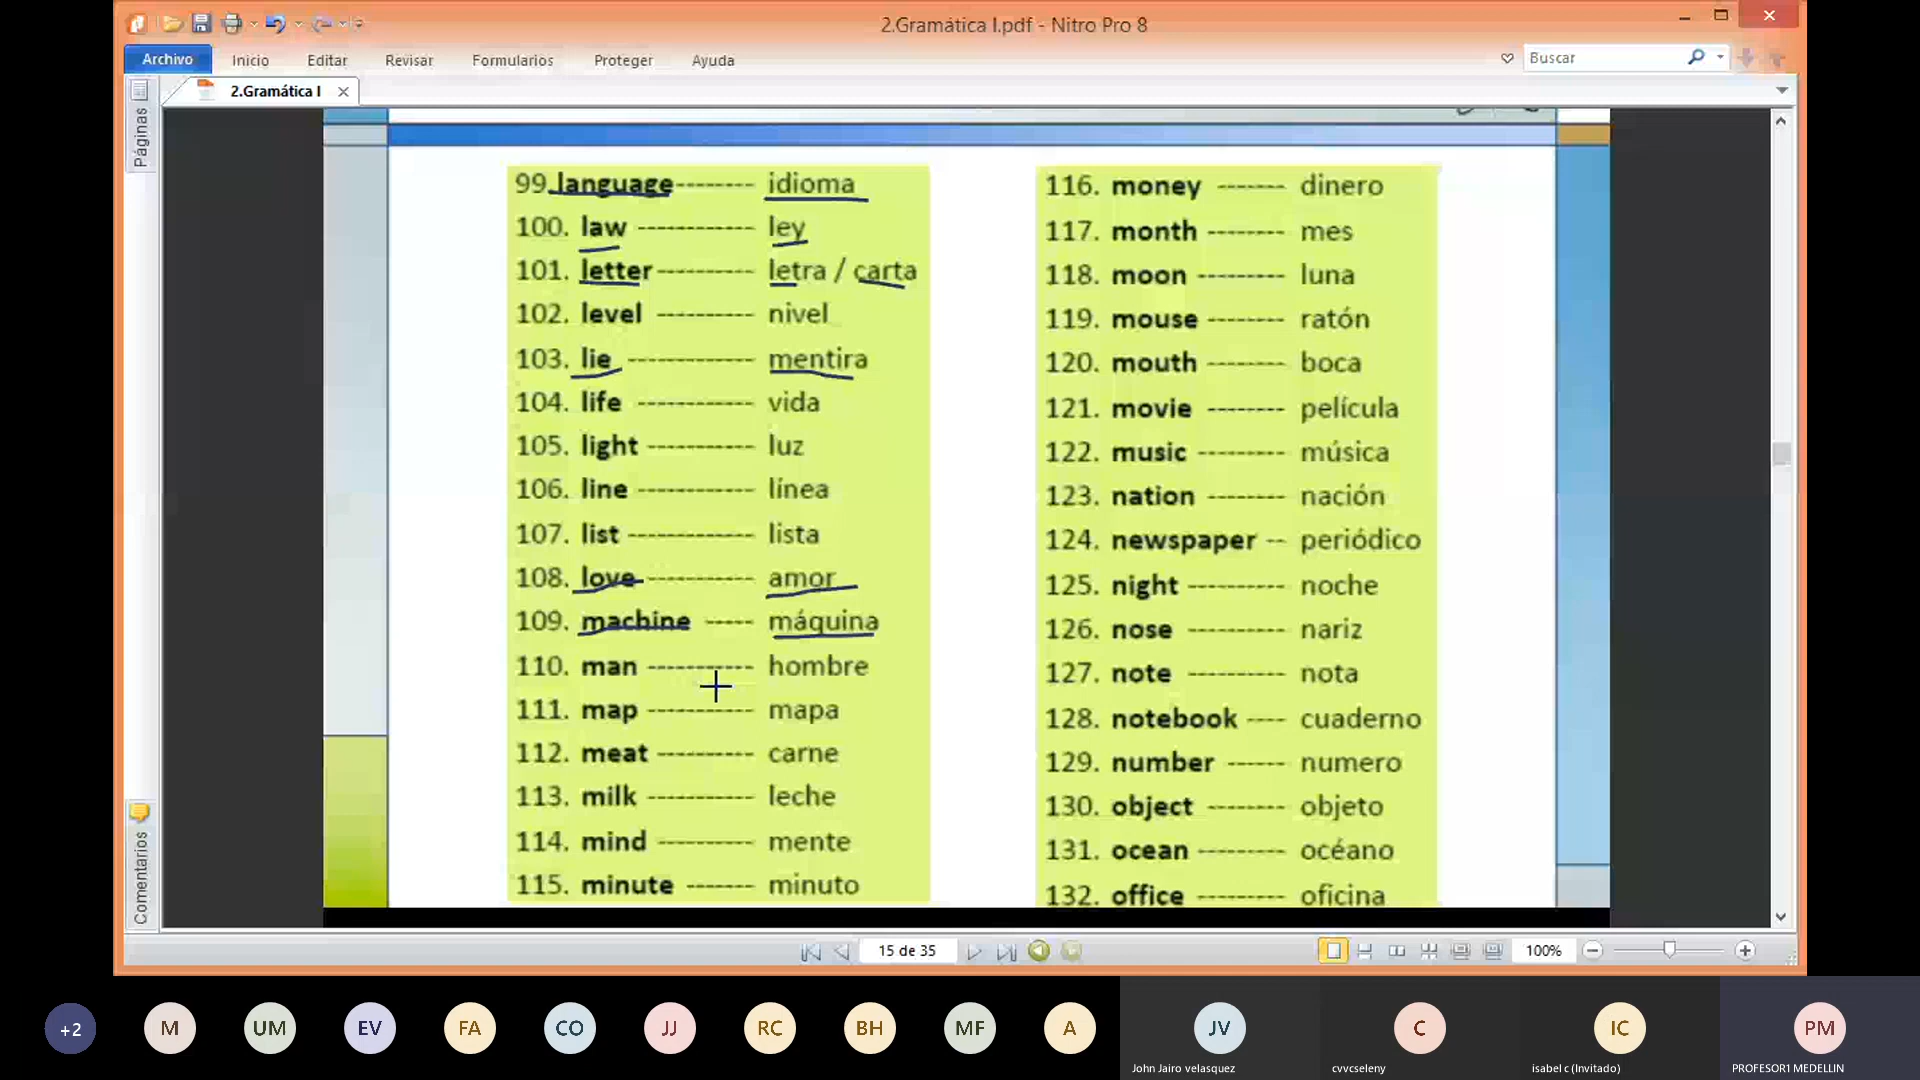 2.Gramática I.pdf - Nitro Pro 8
Archivo Inicio Editar Revisar Formularios Proteger Ayuda
Buscar
2.Gramática I
Páginas
99.language-------- idioma
100. law ------------ ley
101. letter---------- letra / carta
102. level ---------- nivel
103. lie ------------- mentira
104. life ------------ vida
105. light ----------- luz
106. line ------------ línea
107. list ------------- lista
108. love ----------- amor
109. machine ----- máquina
110. man ----------- hombre
111. map ----------- mapa
112. meat ---------- carne
113. milk ----------- leche
114. mind ---------- mente
115. minute ------- minuto
116. money ------- dinero
117. month -------- mes
118. moon --------- luna
119. mouse -------- ratón
120. mouth -------- boca
121. movie -------- película
122. music --------- música
123. nation -------- nación
124. newspaper -- periódico
125. night ---------- noche
126. nose ---------- nariz
127. note ---------- nota
128. notebook ---- cuaderno
129. number ------ numero
130. object -------- objeto
131. ocean --------- océano
132. office --------- oficina
Comentarios
15 de 35
100%
+2 M UM EV FA CO JJ RC BH MF A JV C IC PM
John Jairo velasquez cvvcseleny isabel c (Invitado) PROFESOR1 MEDELLIN